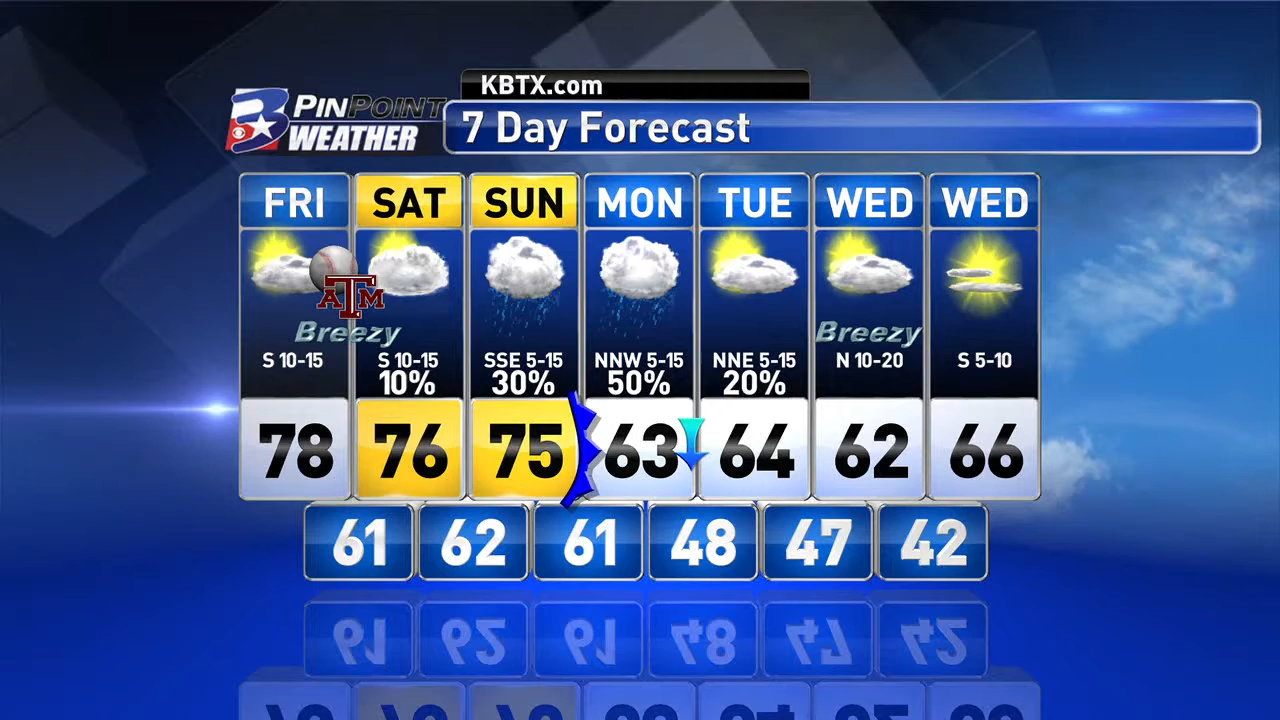 KBTX.com
3 PINPOINT
WEATHER
7 Day Forecast
FRI SAT SUN MON TUE WED WED
ATM
Breezy Breezy
S 10-15 S 10-15 SSE 5-15 NNW 5-15 NNE 5-15 N 10-20 S 5-10
10% 30% 50% 20%
78 76 75 63 64 62 66
61 62 61 48 47 42